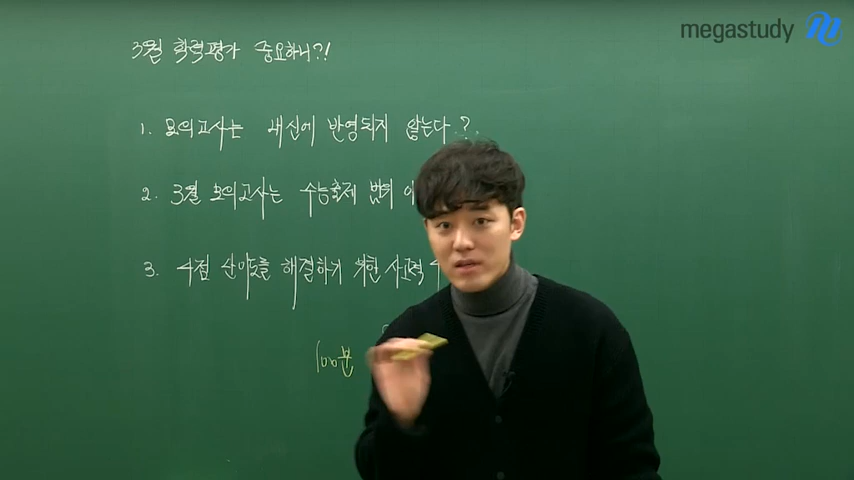 megastudy
3월 학력평가 중요하니?!
1. 모의고사는 내신에 반영되지 않는다?
2. 3월 모의고사는 수능출제 범위
3. 4점 난이도를 해결하기 위한 사고력
100분